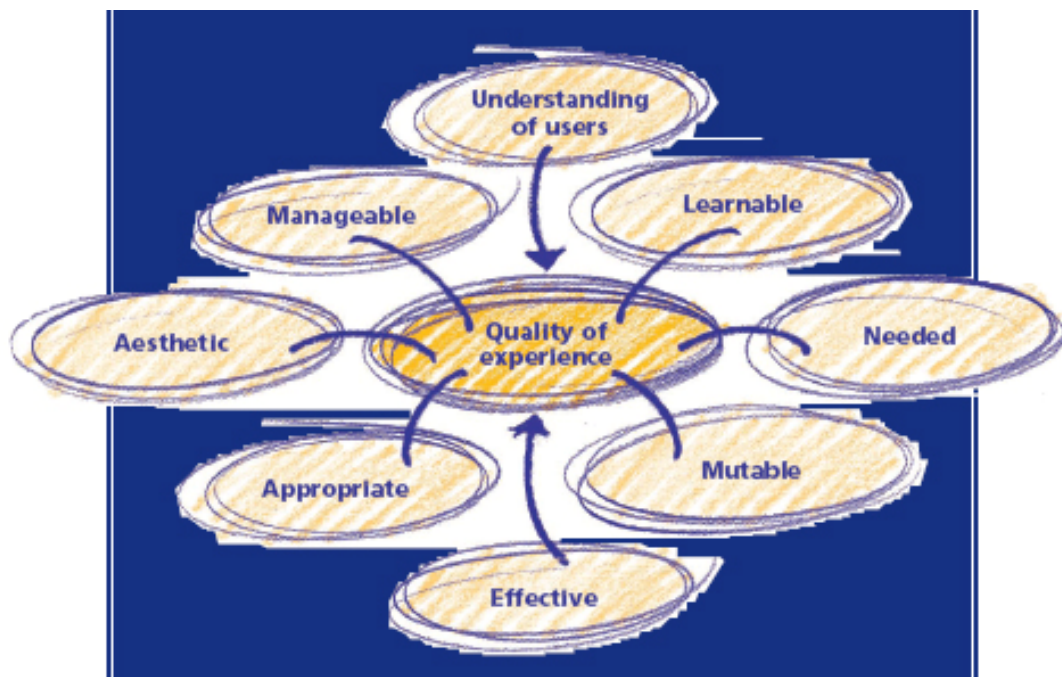 Understanding
of users
Manageable
Learnable
Aesthetic
Quality of
experience
Needed
Appropriate
Mutable
Effective